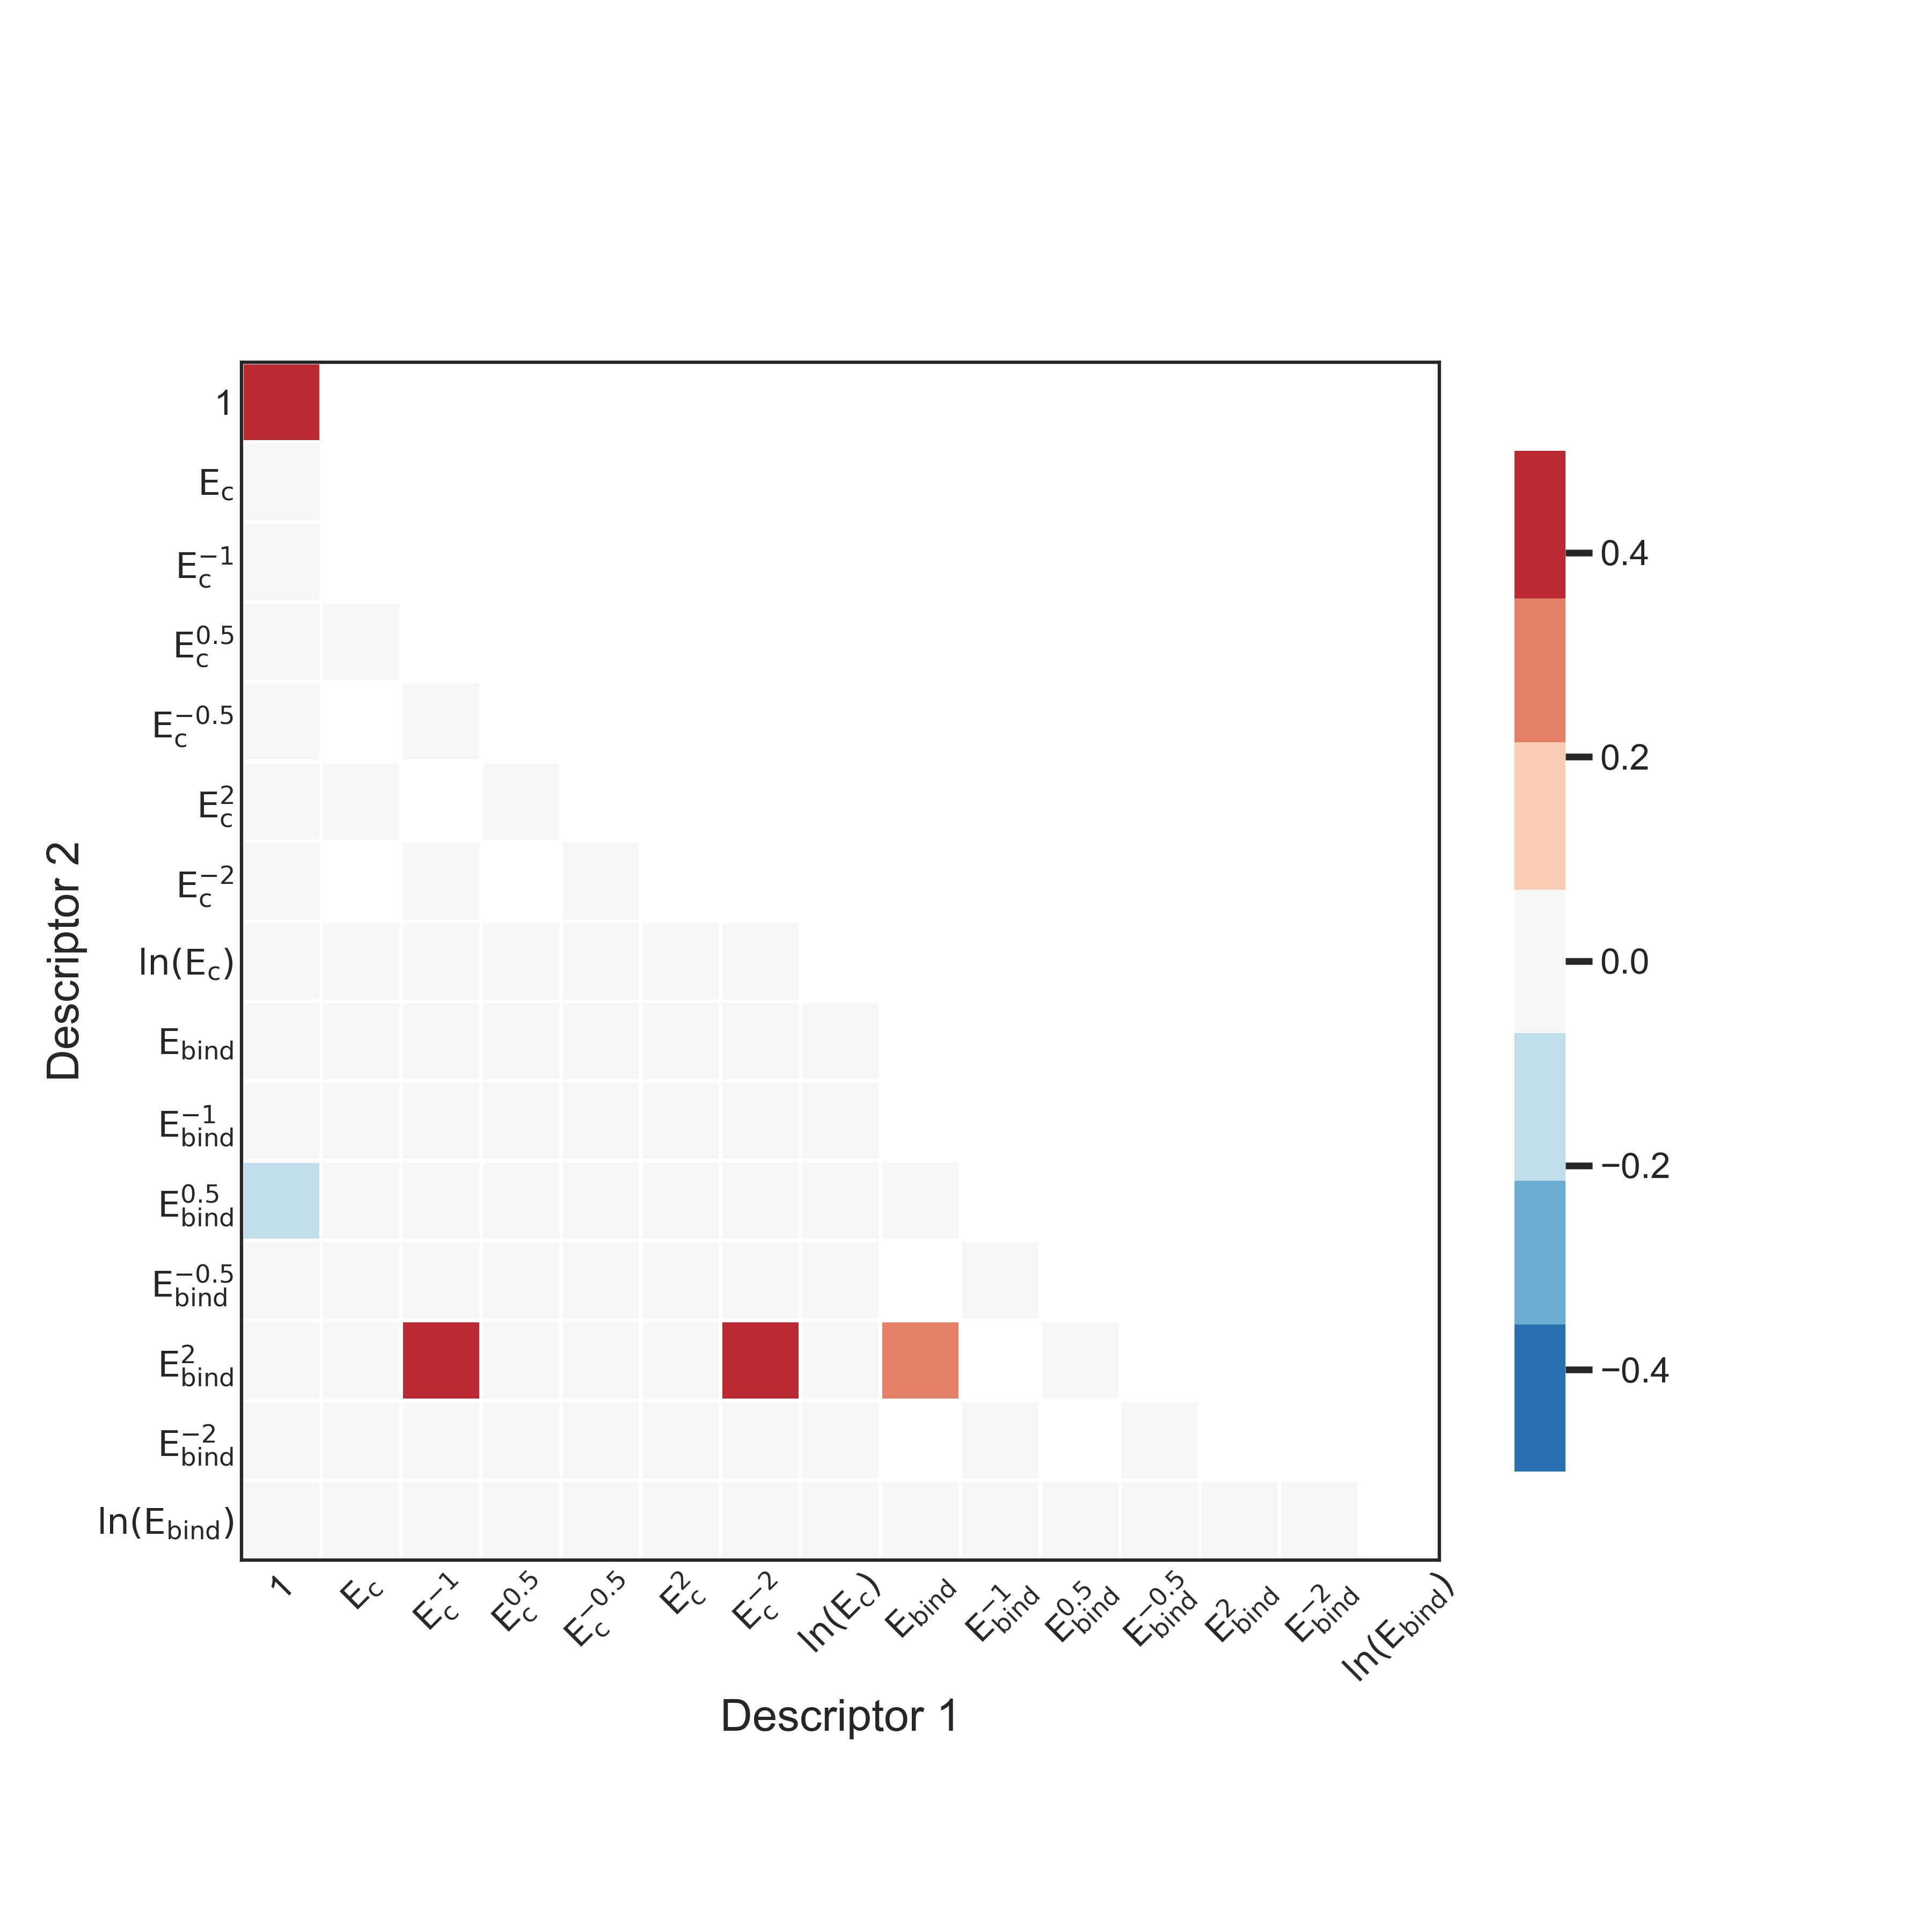 1
E_c
E_c^−1
E_c^0.5
E_c^−0.5
E_c^2
E_c^−2
ln(E_c)
E_bind
E_bind^−1
E_bind^0.5
E_bind^−0.5
E_bind^2
E_bind^−2
ln(E_bind)
Descriptor 2
1
E_c
E_c^−1
E_c^0.5
E_c^−0.5
E_c^2
E_c^−2
ln(E_c)
E_bind
E_bind^−1
E_bind^0.5
E_bind^−0.5
E_bind^2
E_bind^−2
ln(E_bind)
Descriptor 1
0.4
0.2
0.0
−0.2
−0.4